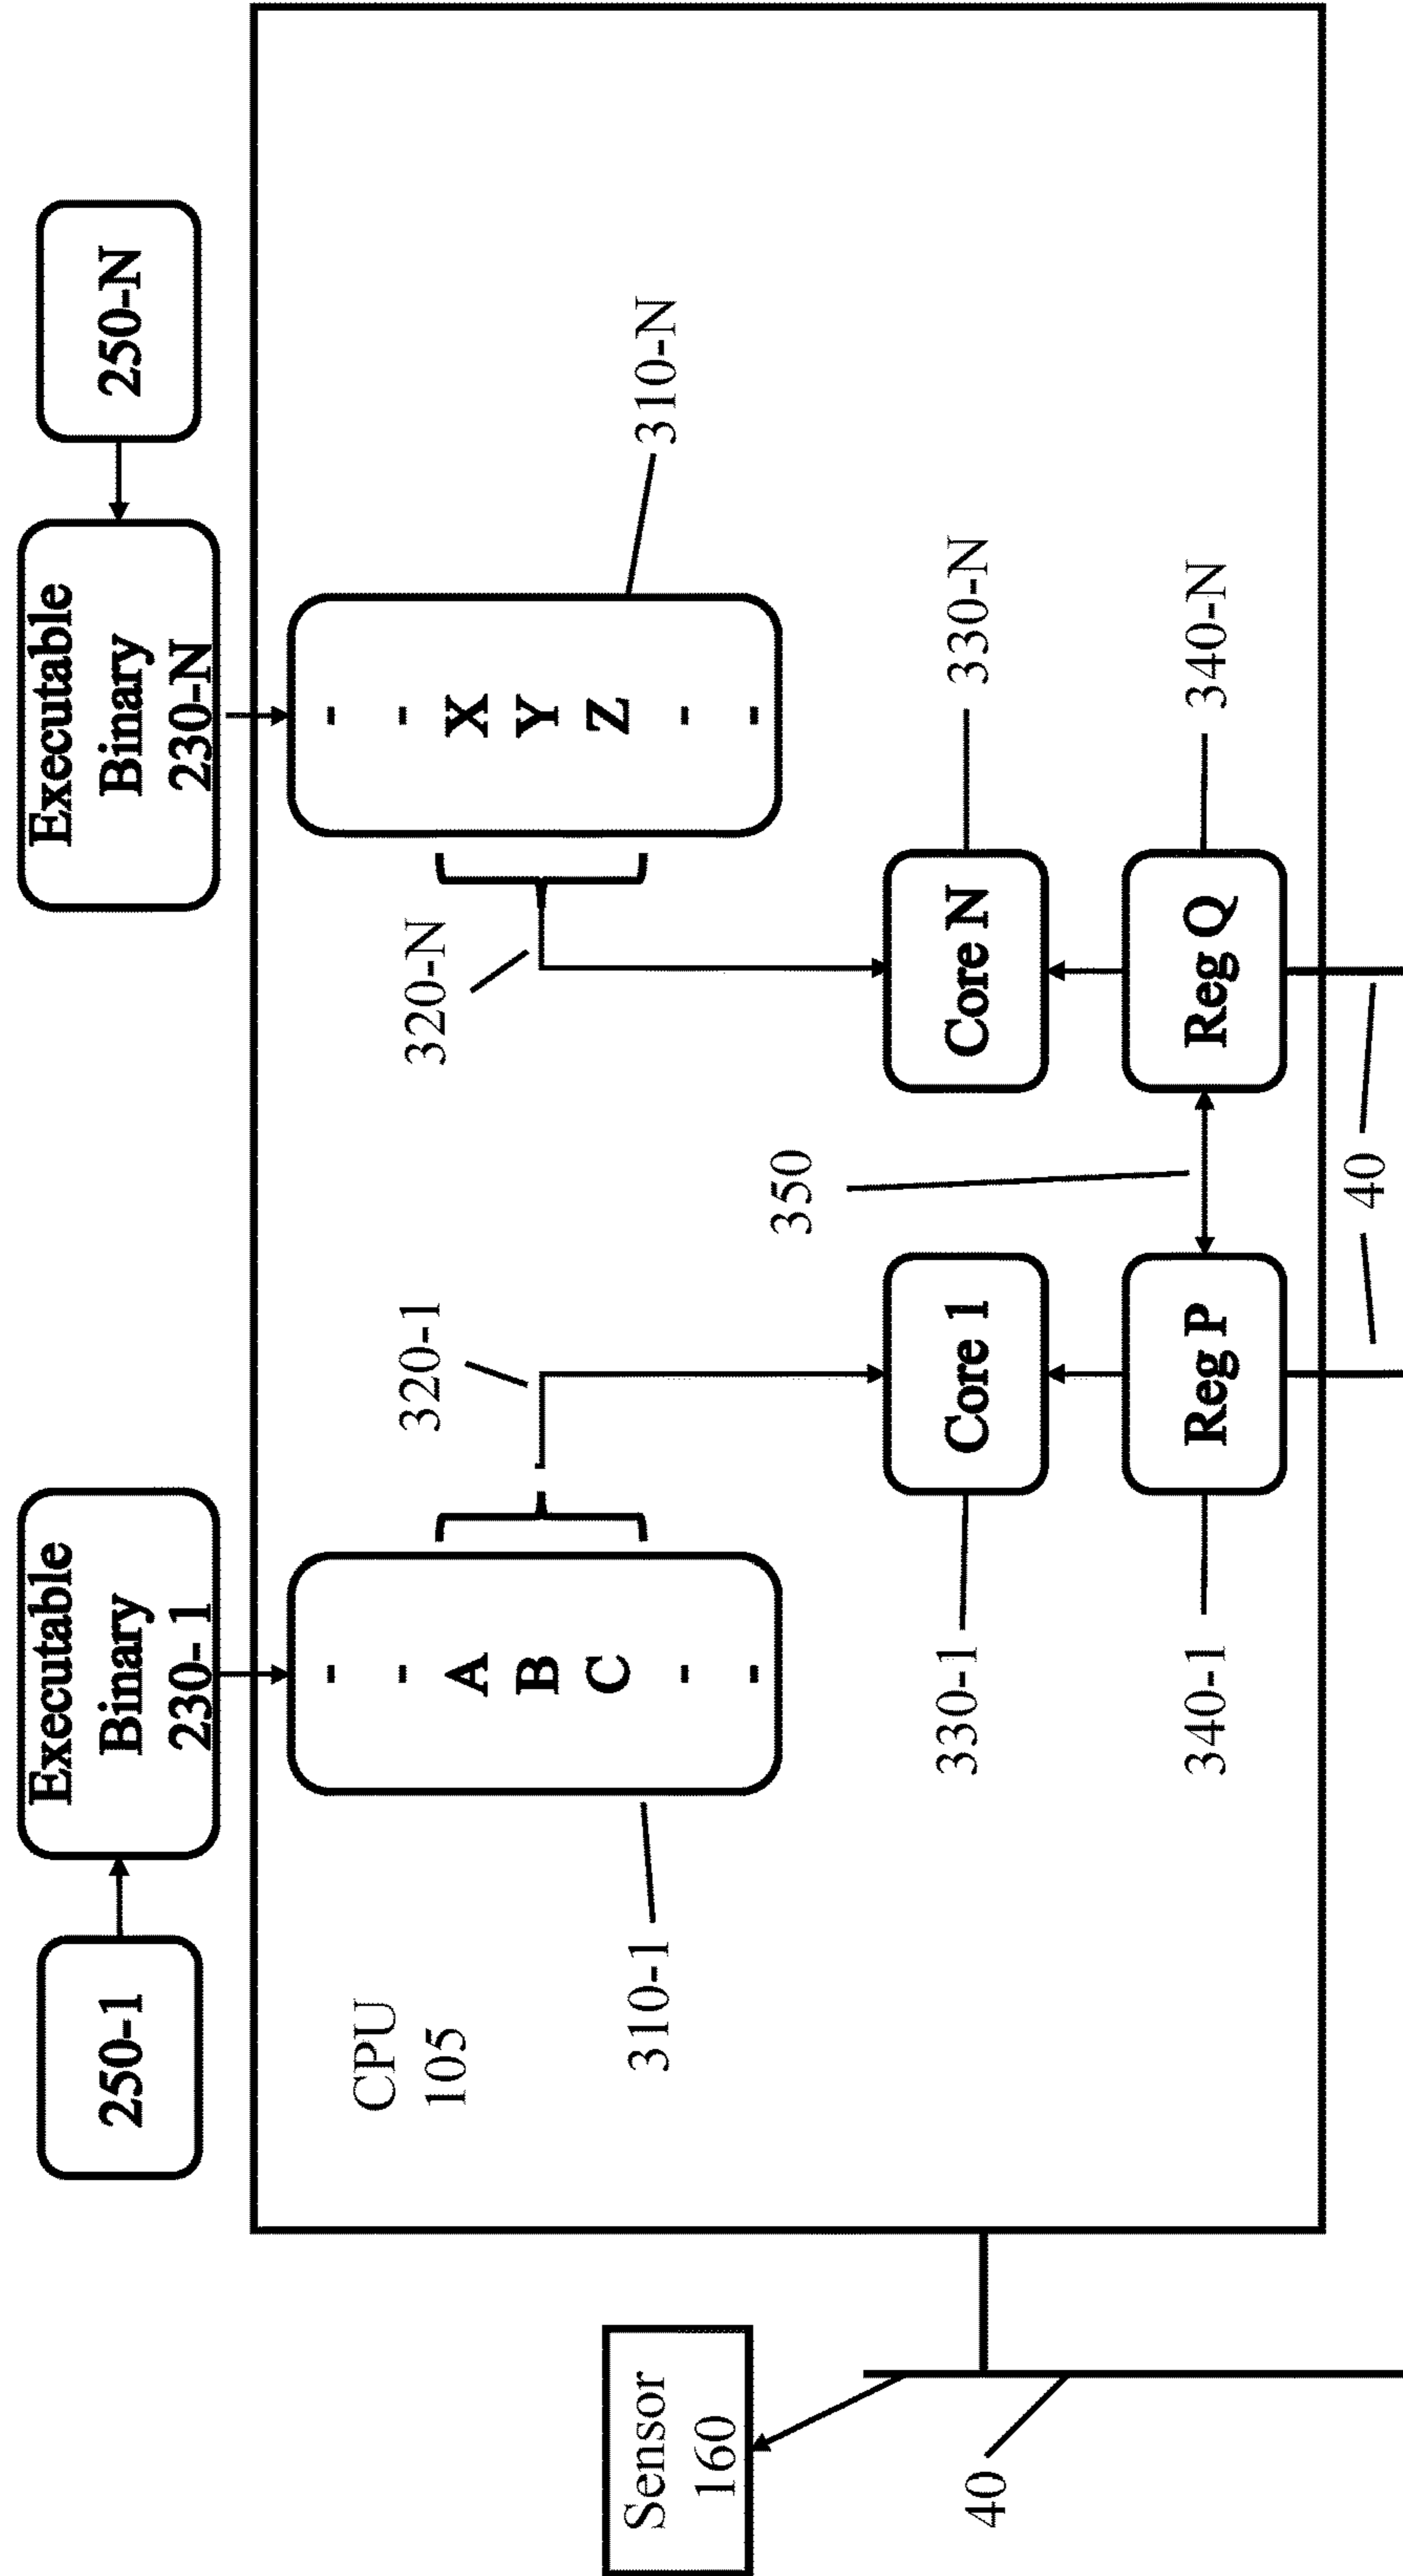 250-1
Executable
Binary
230- 1
Executable
Binary
230-N
250-N
CPU
105
-
-
A
B
C
-
-
320-1
320-N
-
-
X
Y
Z
-
-
310-1
310-N
Sensor
160
350
40
330-1
Core 1
Core N
330-N
340-1
Reg P
Reg Q
340-N
40